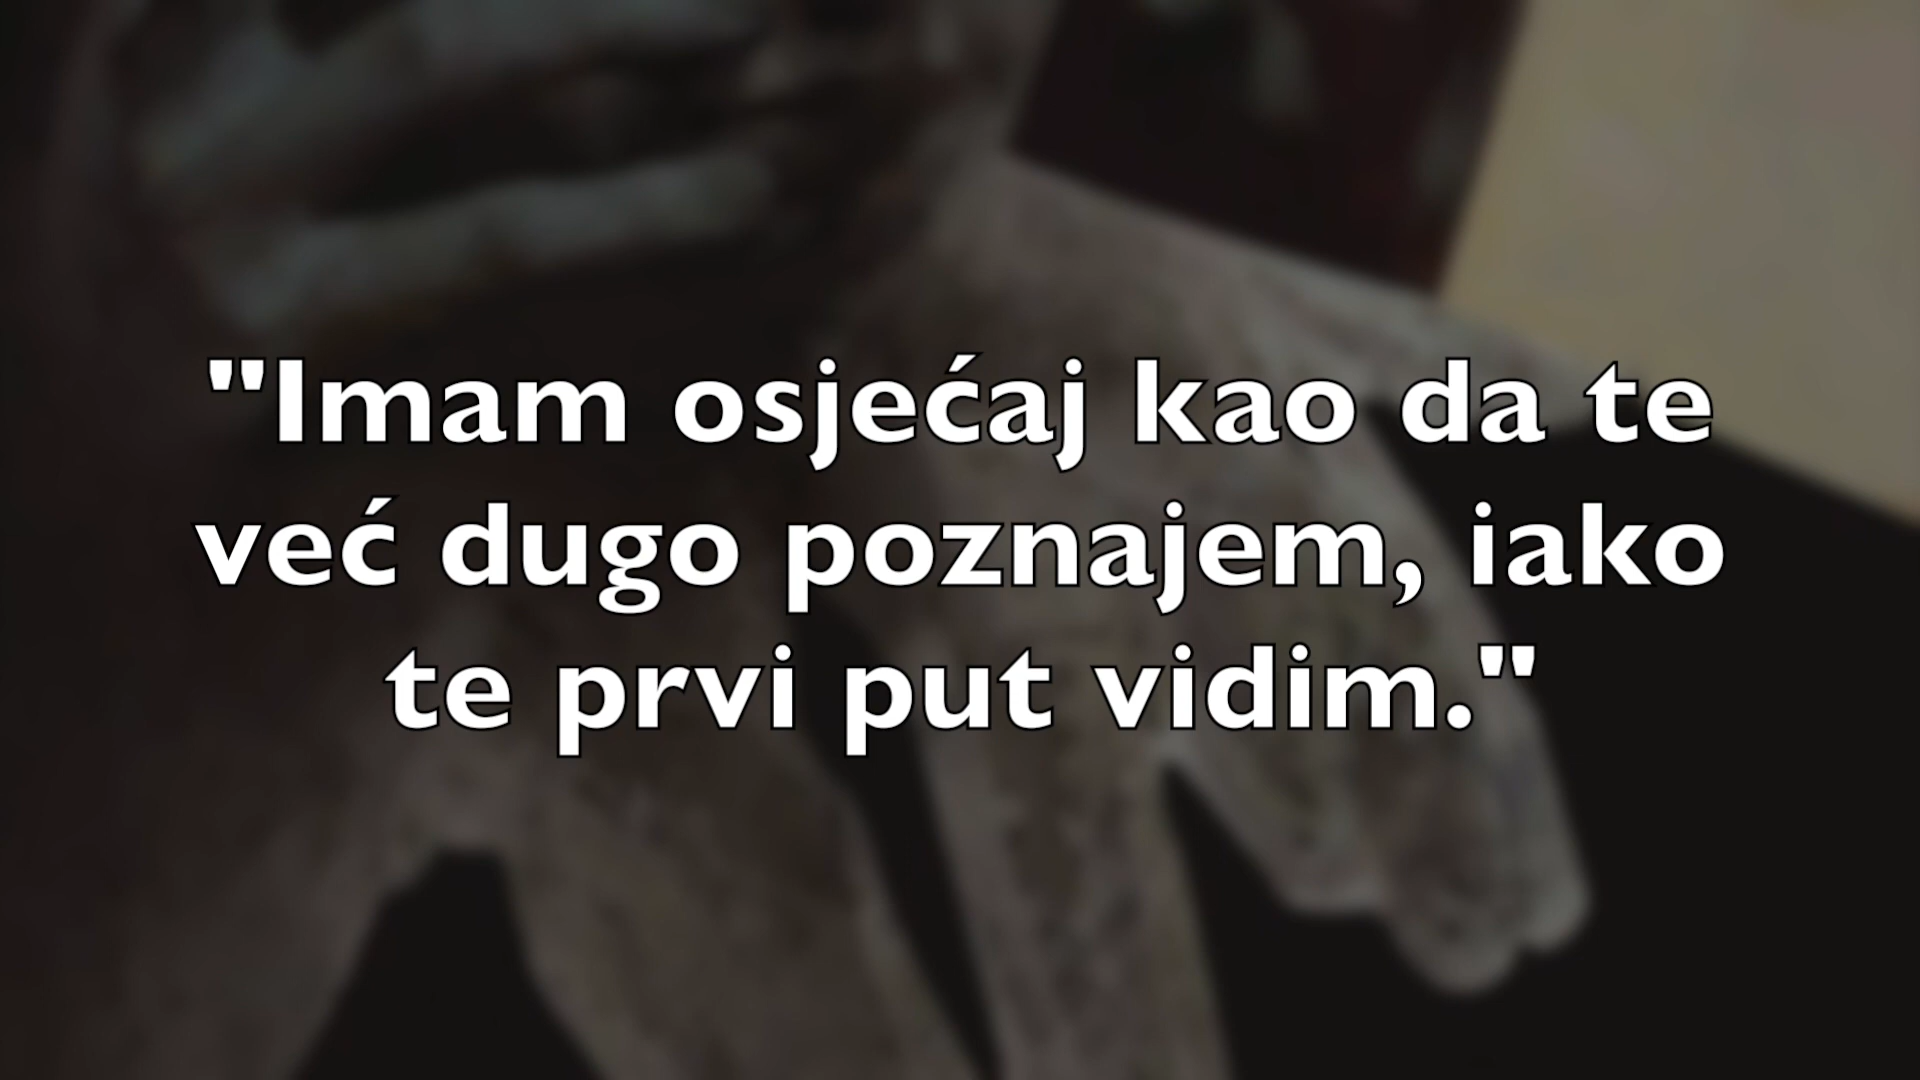 "Imam osjećaj kao da te
već dugo poznajem, iako
te prvi put vidim."